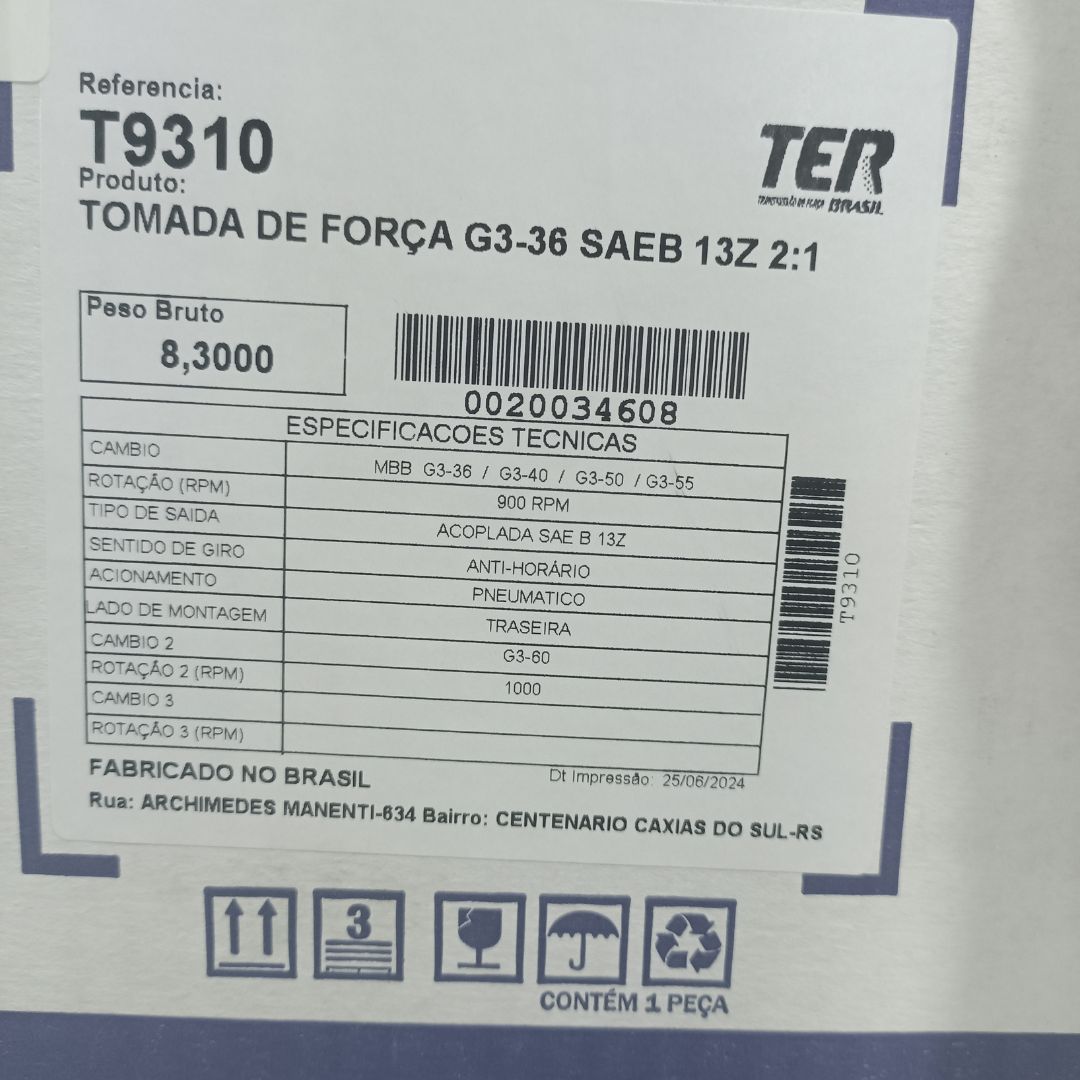 Referencia:
T9310
Produto:
TOMADA DE FORÇA G3-36 SAEB 13Z 2:1
TER
BRASIL
Peso Bruto
8,3000
0020034608
ESPECIFICACOES TECNICAS
CAMBIO MBB G3-36 / G3-40 / G3-50 / G3-55
ROTAÇÃO (RPM) 900 RPM
TIPO DE SAIDA ACOPLADA SAE B 13Z
SENTIDO DE GIRO ANTI-HORÁRIO
ACIONAMENTO PNEUMATICO
LADO DE MONTAGEM TRASEIRA
CAMBIO 2 G3-60
ROTAÇÃO 2 (RPM) 1000
CAMBIO 3
ROTAÇÃO 3 (RPM)
T9310
FABRICADO NO BRASIL
Dt Impressão: 25/06/2024
Rua: ARCHIMEDES MANENTI-634 Bairro: CENTENARIO CAXIAS DO SUL-RS
3
CONTÉM 1 PEÇA